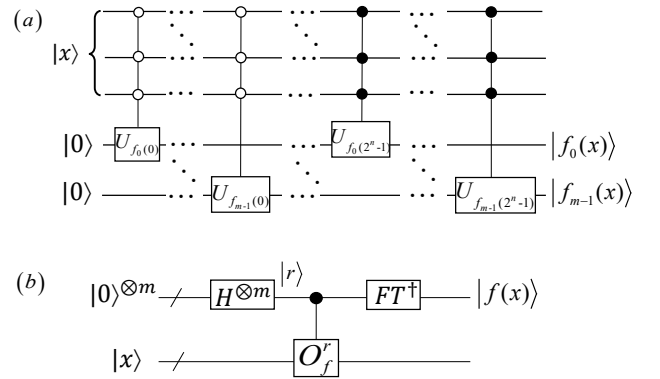 (a)
|x⟩
|0⟩ U_{f_0(0)} U_{f_0(2^n-1)} |f_0(x)⟩
|0⟩ U_{f_{m-1}(0)} U_{f_{m-1}(2^n-1)} |f_{m-1}(x)⟩
(b)
|0⟩^{⊗m} H^{⊗m} |r⟩ FT^† |f(x)⟩
|x⟩ O_f^r